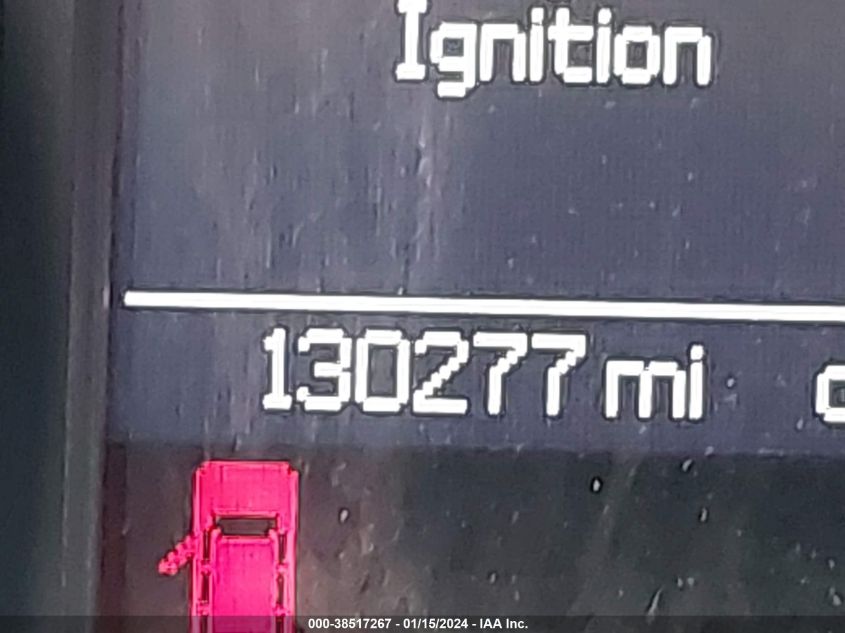 Ignition
130277 mi
000-38517267 - 01/15/2024 - IAA Inc.